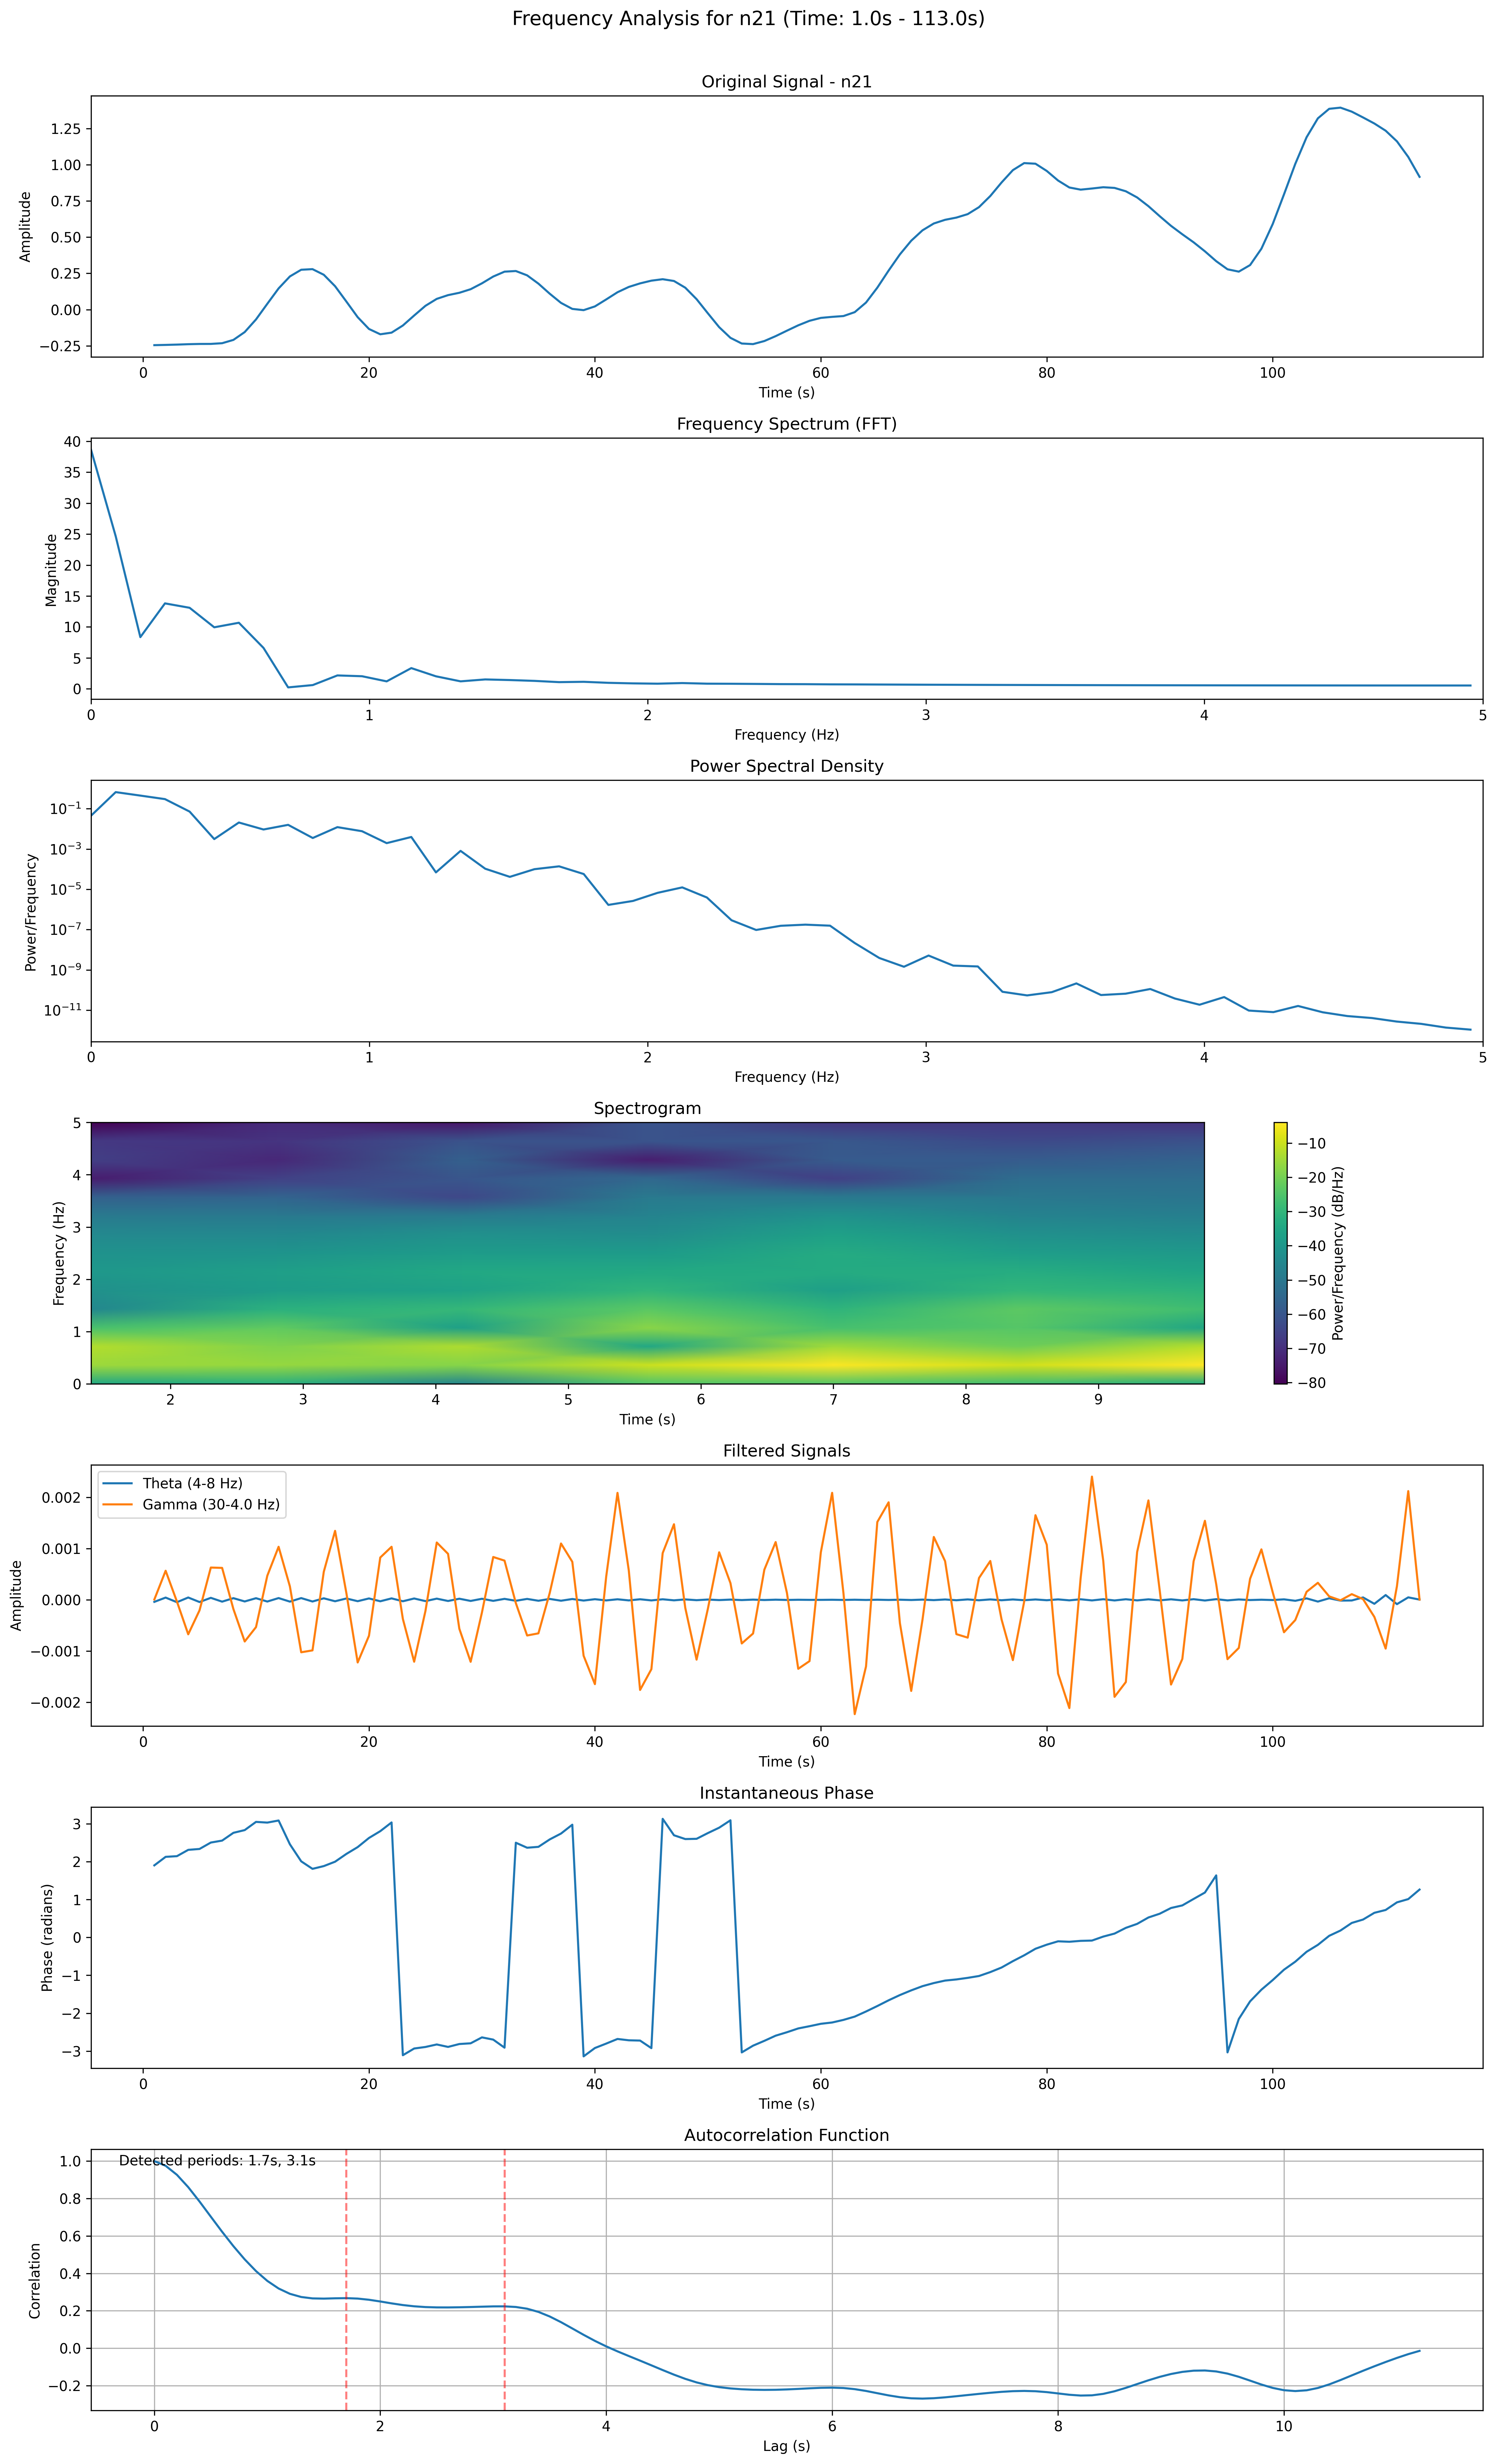 Frequency Analysis for n21 (Time: 1.0s - 113.0s)
Original Signal - n21
Amplitude
1.25
1.00
0.75
0.50
0.25
0.00
−0.25
0 20 40 60 80 100
Time (s)
Frequency Spectrum (FFT)
Magnitude
40
35
30
25
20
15
10
5
0
0 1 2 3 4 5
Frequency (Hz)
Power Spectral Density
Power/Frequency
10⁻¹
10⁻³
10⁻⁵
10⁻⁷
10⁻⁹
10⁻¹¹
0 1 2 3 4 5
Frequency (Hz)
Spectrogram
Frequency (Hz)
5
4
3
2
1
0
2 3 4 5 6 7 8 9
Time (s)
−10
−20
−30
−40
−50
−60
−70
−80
Power/Frequency (dB/Hz)
Filtered Signals
Theta (4-8 Hz)
Gamma (30-4.0 Hz)
Amplitude
0.002
0.001
0.000
−0.001
−0.002
0 20 40 60 80 100
Time (s)
Instantaneous Phase
Phase (radians)
3
2
1
0
−1
−2
−3
0 20 40 60 80 100
Time (s)
Autocorrelation Function
Detected periods: 1.7s, 3.1s
Correlation
1.0
0.8
0.6
0.4
0.2
0.0
−0.2
0 2 4 6 8 10
Lag (s)